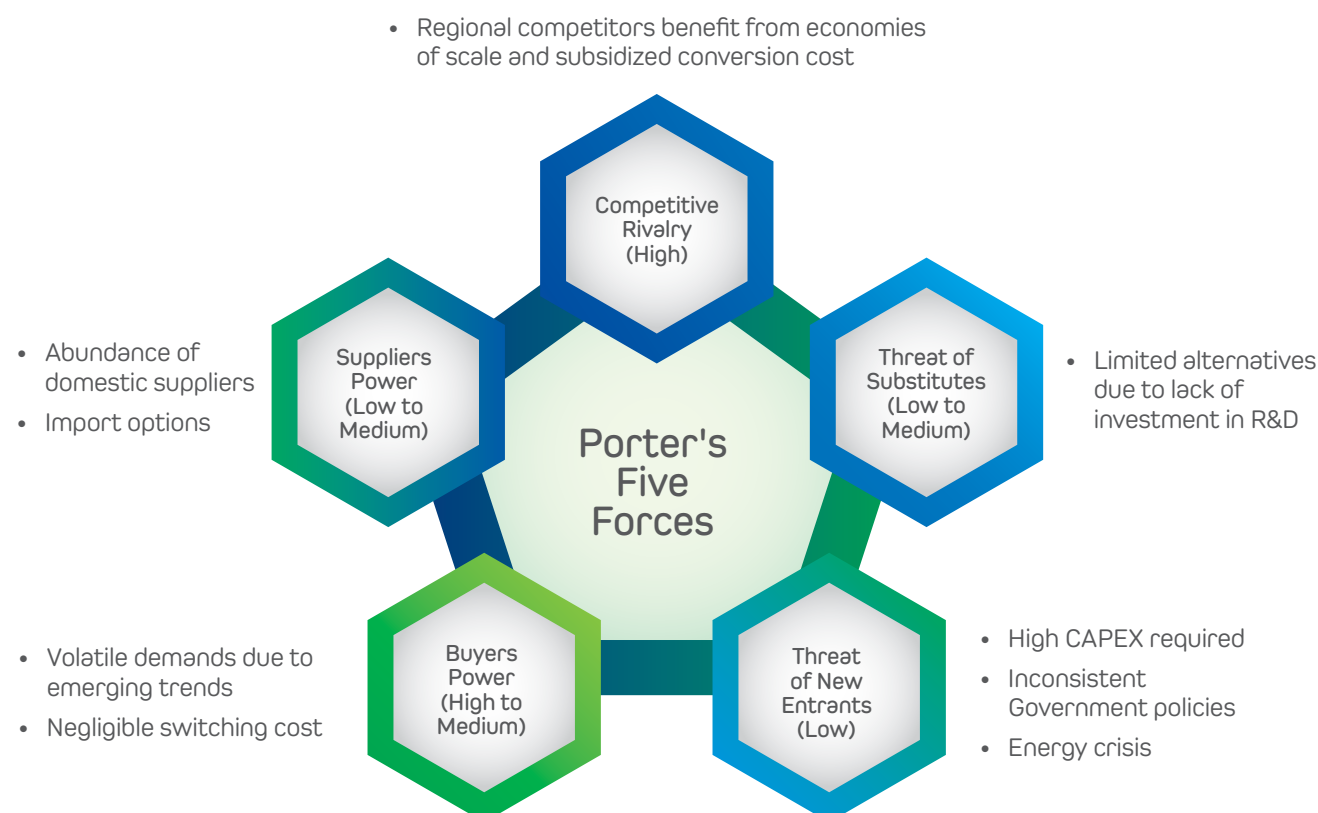 • Regional competitors benefit from economies
of scale and subsidized conversion cost
Competitive
Rivalry
(High)
• Abundance of
domestic suppliers
• Import options
Suppliers
Power
(Low to
Medium)
Threat of
Substitutes
(Low to
Medium)
• Limited alternatives
due to lack of
investment in R&D
Porter's
Five
Forces
• Volatile demands due to
emerging trends
• Negligible switching cost
Buyers
Power
(High to
Medium)
Threat
of New
Entrants
(Low)
• High CAPEX required
• Inconsistent
Government policies
• Energy crisis